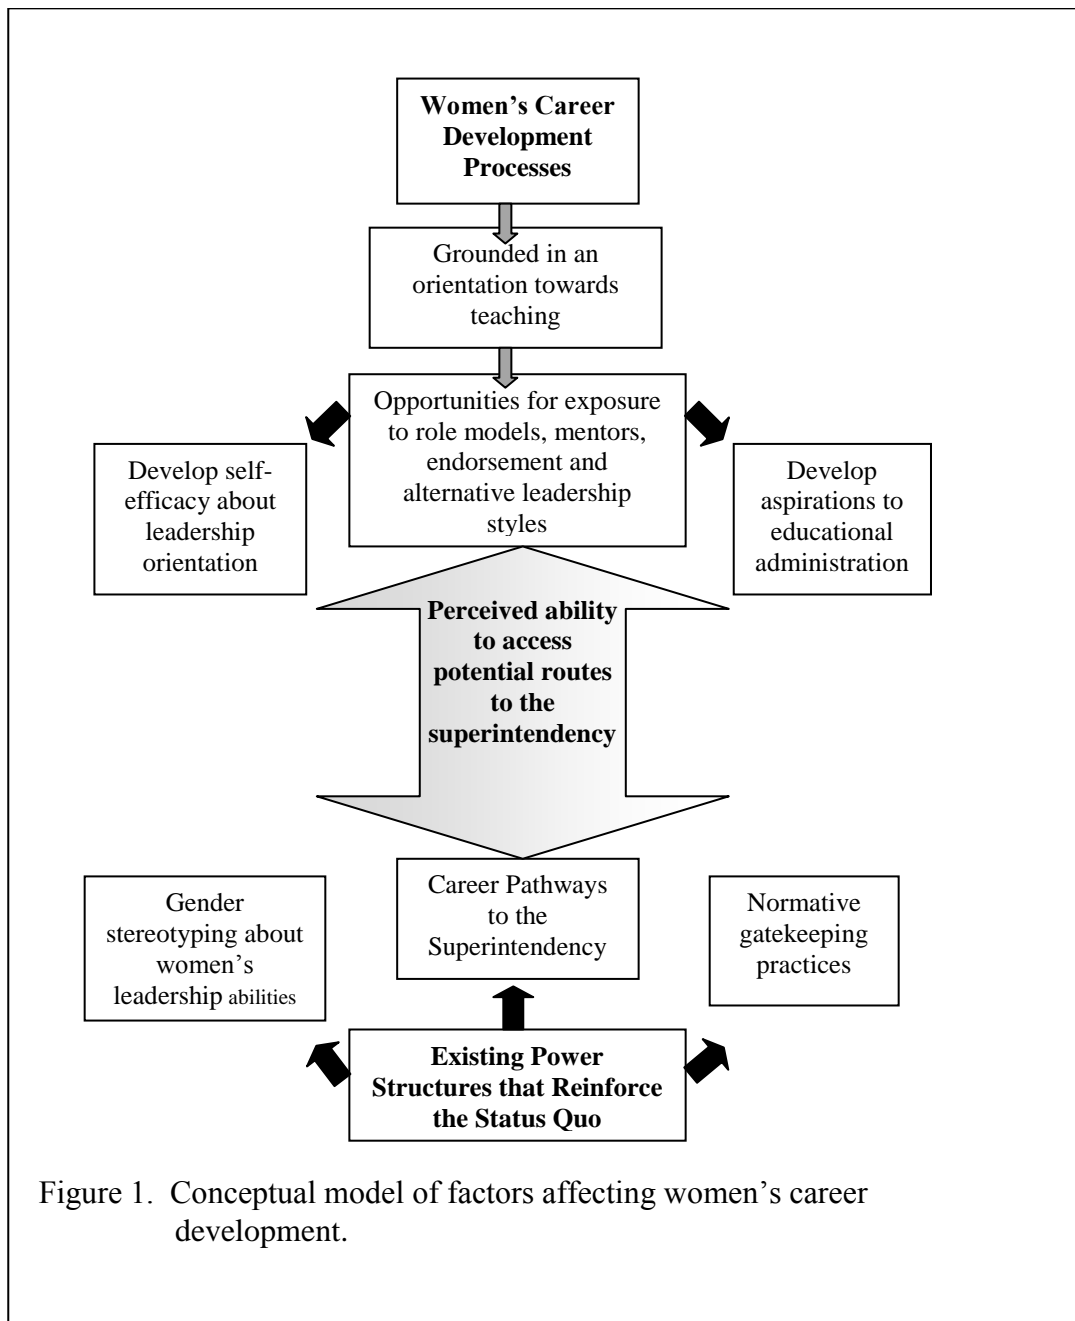 Women's Career
Development
Processes
Grounded in an
orientation towards
teaching
Opportunities for exposure
to role models, mentors,
endorsement and
alternative leadership
styles
Develop self-
efficacy about
leadership
orientation
Develop
aspirations to
educational
administration
Perceived ability
to access
potential routes
to the
superintendency
Gender
stereotyping about
women's
leadership abilities
Career Pathways
to the
Superintendency
Normative
gatekeeping
practices
Existing Power
Structures that Reinforce
the Status Quo
Figure 1.  Conceptual model of factors affecting women's career
development.